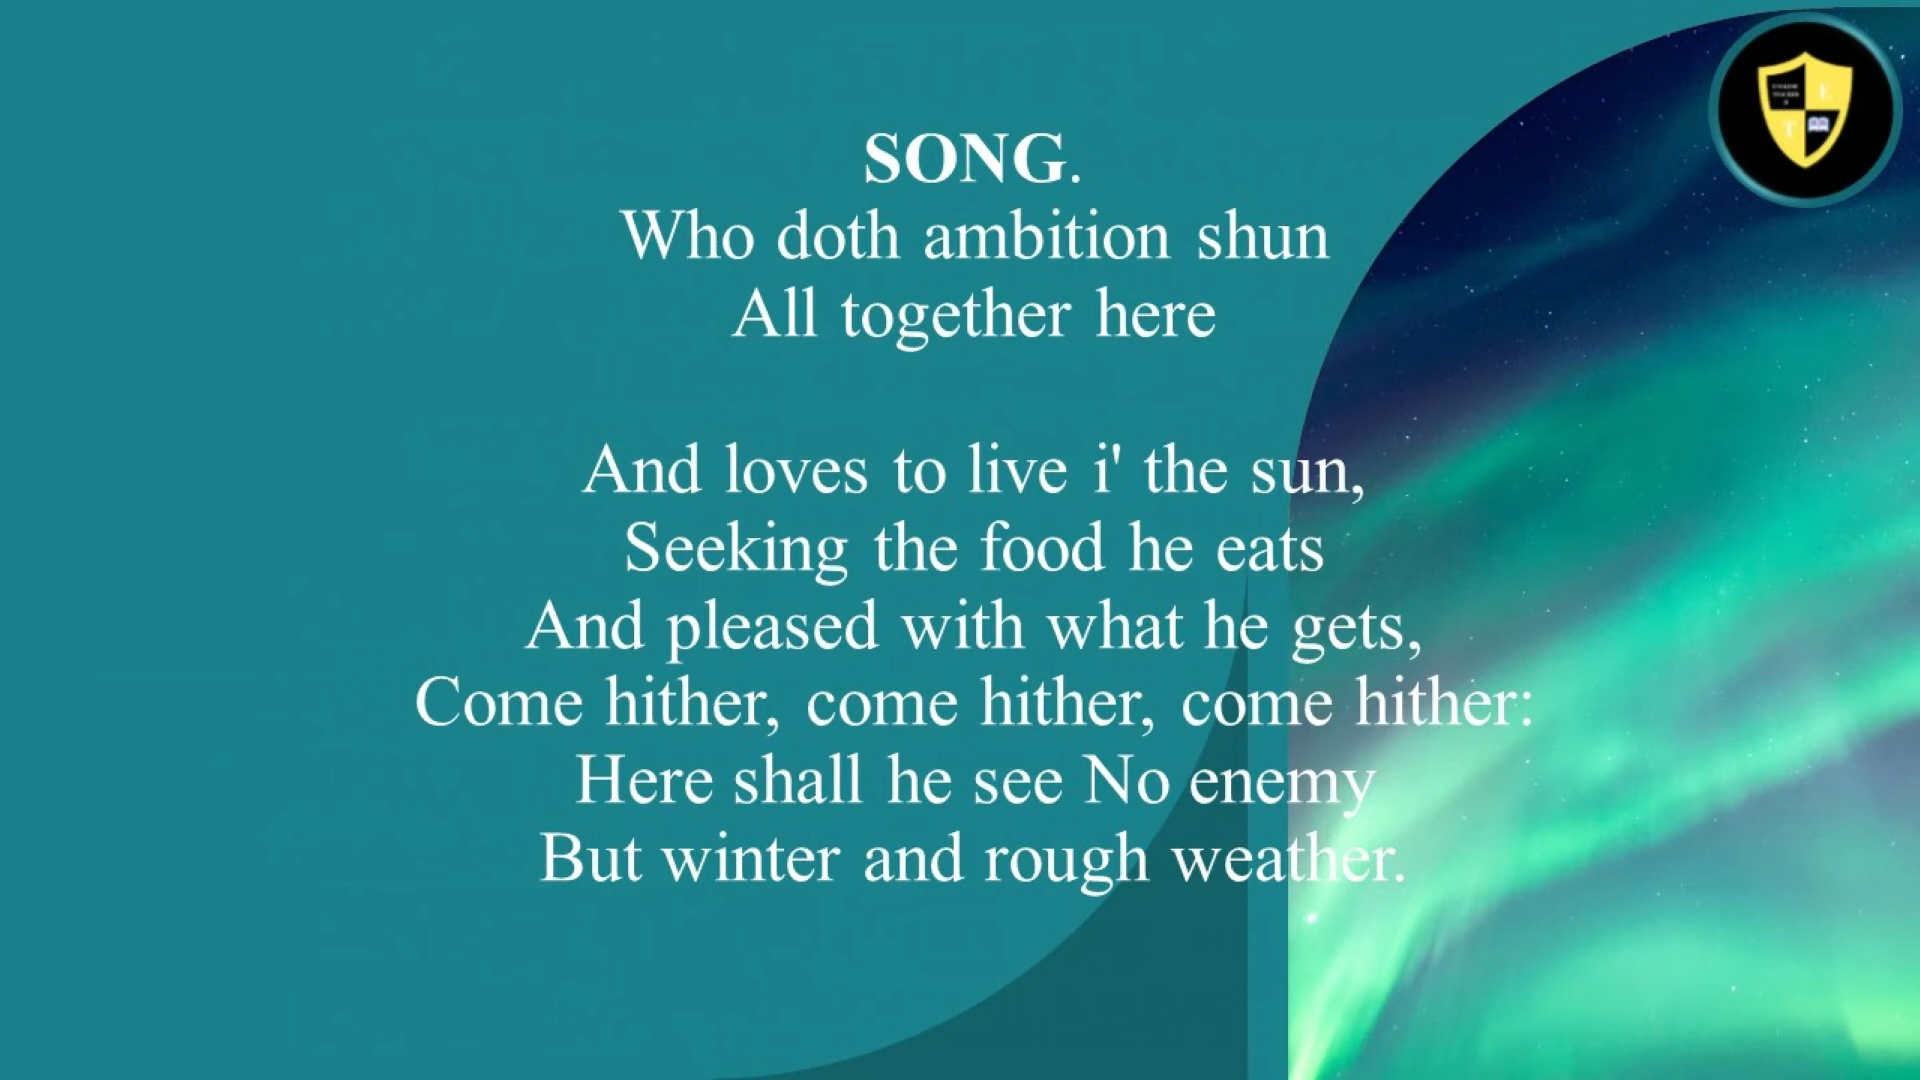 SONG.
Who doth ambition shun
All together here
And loves to live i' the sun,
Seeking the food he eats
And pleased with what he gets,
Come hither, come hither, come hither:
Here shall he see No enemy
But winter and rough weather.
E
T